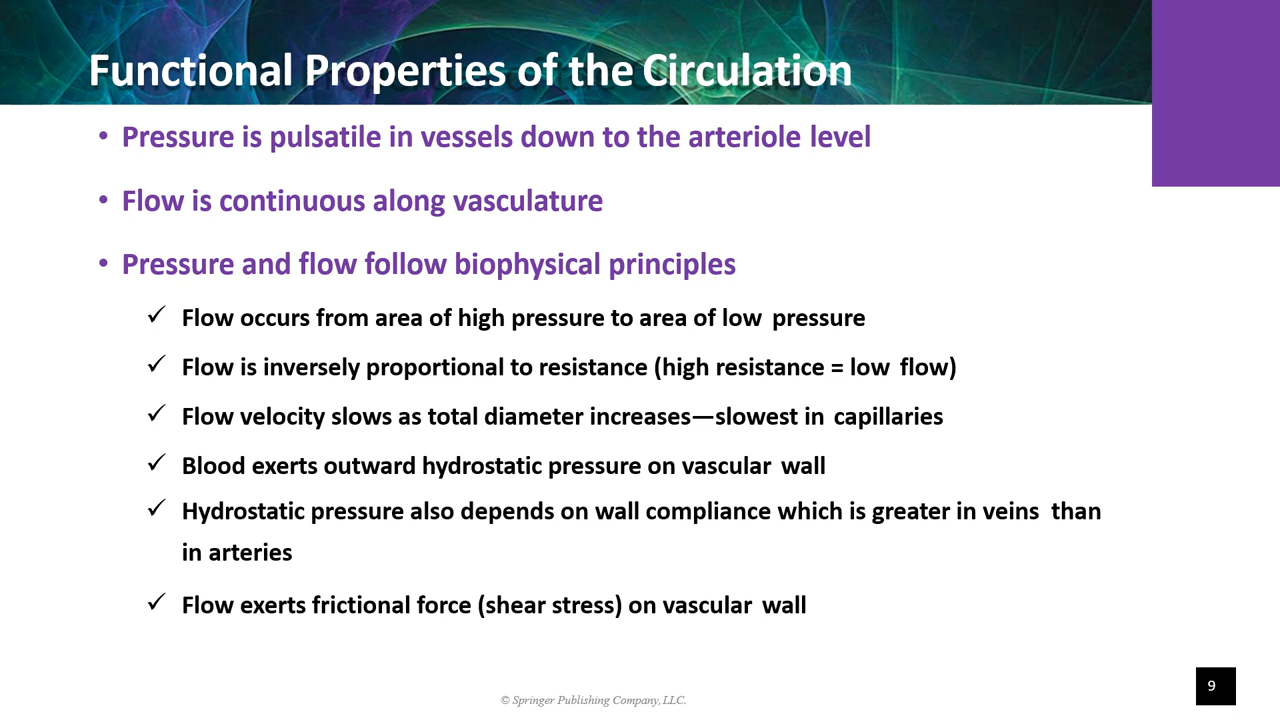 Functional Properties of the Circulation
• Pressure is pulsatile in vessels down to the arteriole level
• Flow is continuous along vasculature
• Pressure and flow follow biophysical principles
✓ Flow occurs from area of high pressure to area of low pressure
✓ Flow is inversely proportional to resistance (high resistance = low flow)
✓ Flow velocity slows as total diameter increases—slowest in capillaries
✓ Blood exerts outward hydrostatic pressure on vascular wall
✓ Hydrostatic pressure also depends on wall compliance which is greater in veins than
in arteries
✓ Flow exerts frictional force (shear stress) on vascular wall
© Springer Publishing Company, LLC.
9